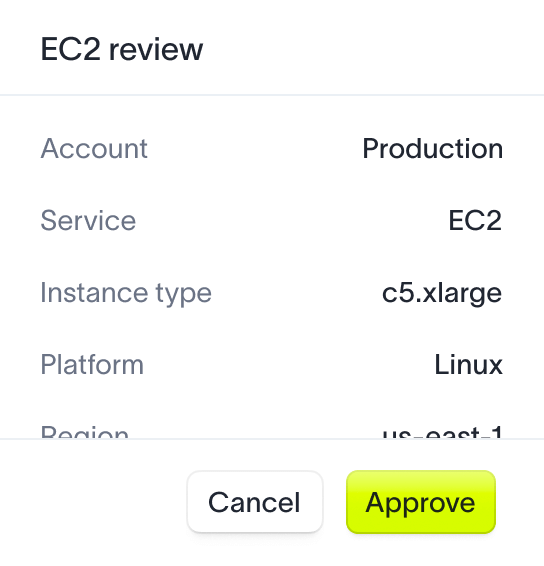 EC2 review
Account Production
Service EC2
Instance type c5.xlarge
Platform Linux
Region us-east-1
Cancel Approve